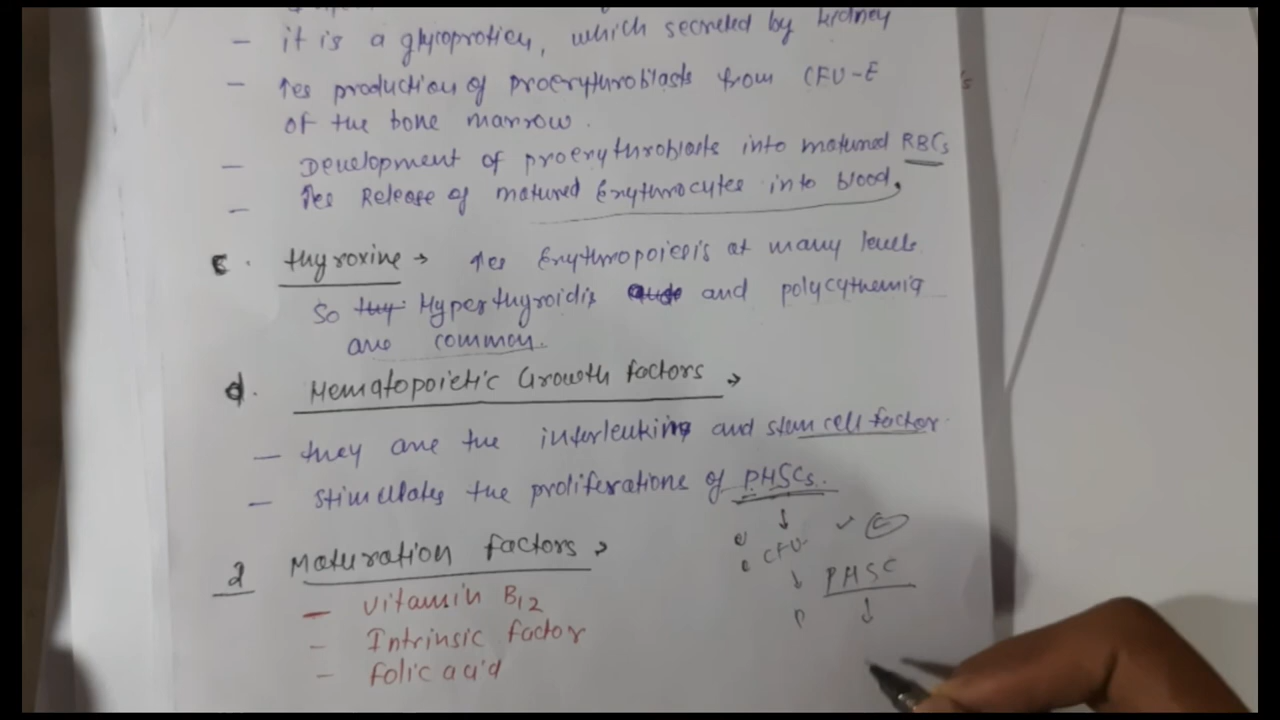 - it is a glycoprotien, which secreted by kidney
- ↑es production of proerythroblasts from CFU-E
of the bone marrow.
- Development of proerythroblasts into matured RBCs
- ↑es Release of matured Erythrocytes into blood.
c. thyroxine → ↑es Erythropoiesis at many levels
So Hyperthyroidis and polycythemia
are common.
d. Hematopoietic Growth factors →
- they are the interleukins and stem cell factor.
- stimulates the proliferations of PHSCs.
↓
CFU-
↓ PHSC
P ↓
2 Maturation factors →
- Vitamin B12
- Intrinsic factor
- folic acid